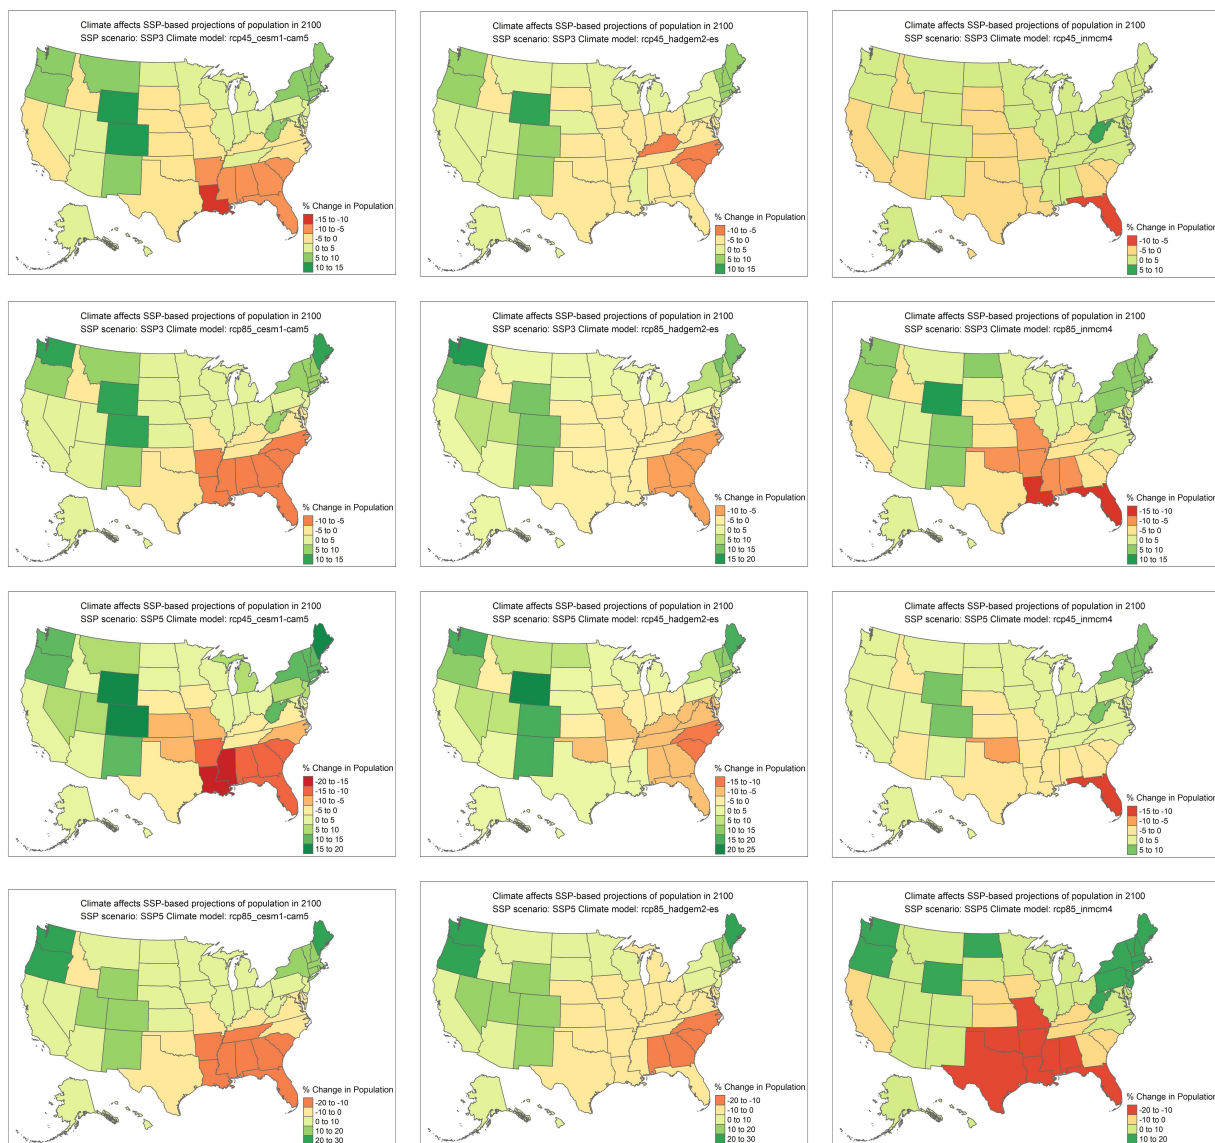 Climate affects SSP-based projections of population in 2100
SSP scenario: SSP3 Climate model: rcp45_cesm1-cam5
% Change in Population
-15 to -10
-10 to -5
-5 to 0
0 to 5
5 to 10
10 to 15
Climate affects SSP-based projections of population in 2100
SSP scenario: SSP3 Climate model: rcp45_hadgem2-es
% Change in Population
-10 to -5
-5 to 0
0 to 5
5 to 10
10 to 15
Climate affects SSP-based projections of population in 2100
SSP scenario: SSP3 Climate model: rcp45_inmcm4
% Change in Population
-10 to -5
-5 to 0
0 to 5
5 to 10
Climate affects SSP-based projections of population in 2100
SSP scenario: SSP3 Climate model: rcp85_cesm1-cam5
% Change in Population
-10 to -5
-5 to 0
0 to 5
5 to 10
10 to 15
Climate affects SSP-based projections of population in 2100
SSP scenario: SSP3 Climate model: rcp85_hadgem2-es
% Change in Population
-10 to -5
-5 to 0
0 to 5
5 to 10
10 to 15
15 to 20
Climate affects SSP-based projections of population in 2100
SSP scenario: SSP3 Climate model: rcp85_inmcm4
% Change in Population
-15 to -10
-10 to -5
-5 to 0
0 to 5
5 to 10
10 to 15
Climate affects SSP-based projections of population in 2100
SSP scenario: SSP5 Climate model: rcp45_cesm1-cam5
% Change in Population
-20 to -15
-15 to -10
-10 to -5
-5 to 0
0 to 5
5 to 10
10 to 15
15 to 20
Climate affects SSP-based projections of population in 2100
SSP scenario: SSP5 Climate model: rcp45_hadgem2-es
% Change in Population
-15 to -10
-10 to -5
-5 to 0
0 to 5
5 to 10
10 to 15
15 to 20
20 to 25
Climate affects SSP-based projections of population in 2100
SSP scenario: SSP5 Climate model: rcp45_inmcm4
% Change in Population
-15 to -10
-10 to -5
-5 to 0
0 to 5
5 to 10
Climate affects SSP-based projections of population in 2100
SSP scenario: SSP5 Climate model: rcp85_cesm1-cam5
% Change in Population
-20 to -10
-10 to 0
0 to 10
10 to 20
20 to 30
Climate affects SSP-based projections of population in 2100
SSP scenario: SSP5 Climate model: rcp85_hadgem2-es
% Change in Population
-20 to -10
-10 to 0
0 to 10
10 to 20
20 to 30
Climate affects SSP-based projections of population in 2100
SSP scenario: SSP5 Climate model: rcp85_inmcm4
% Change in Population
-20 to -10
-10 to 0
0 to 10
10 to 20